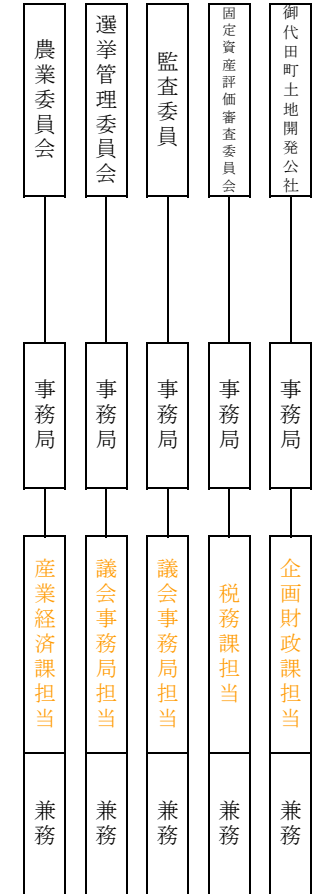 農業委員会
選挙管理委員会
監査委員
固定資産評価審査委員会
御代田町土地開発公社
事務局
事務局
事務局
事務局
事務局
産業経済課担当
議会事務局担当
議会事務局担当
税務課担当
企画財政課担当
兼務
兼務
兼務
兼務
兼務